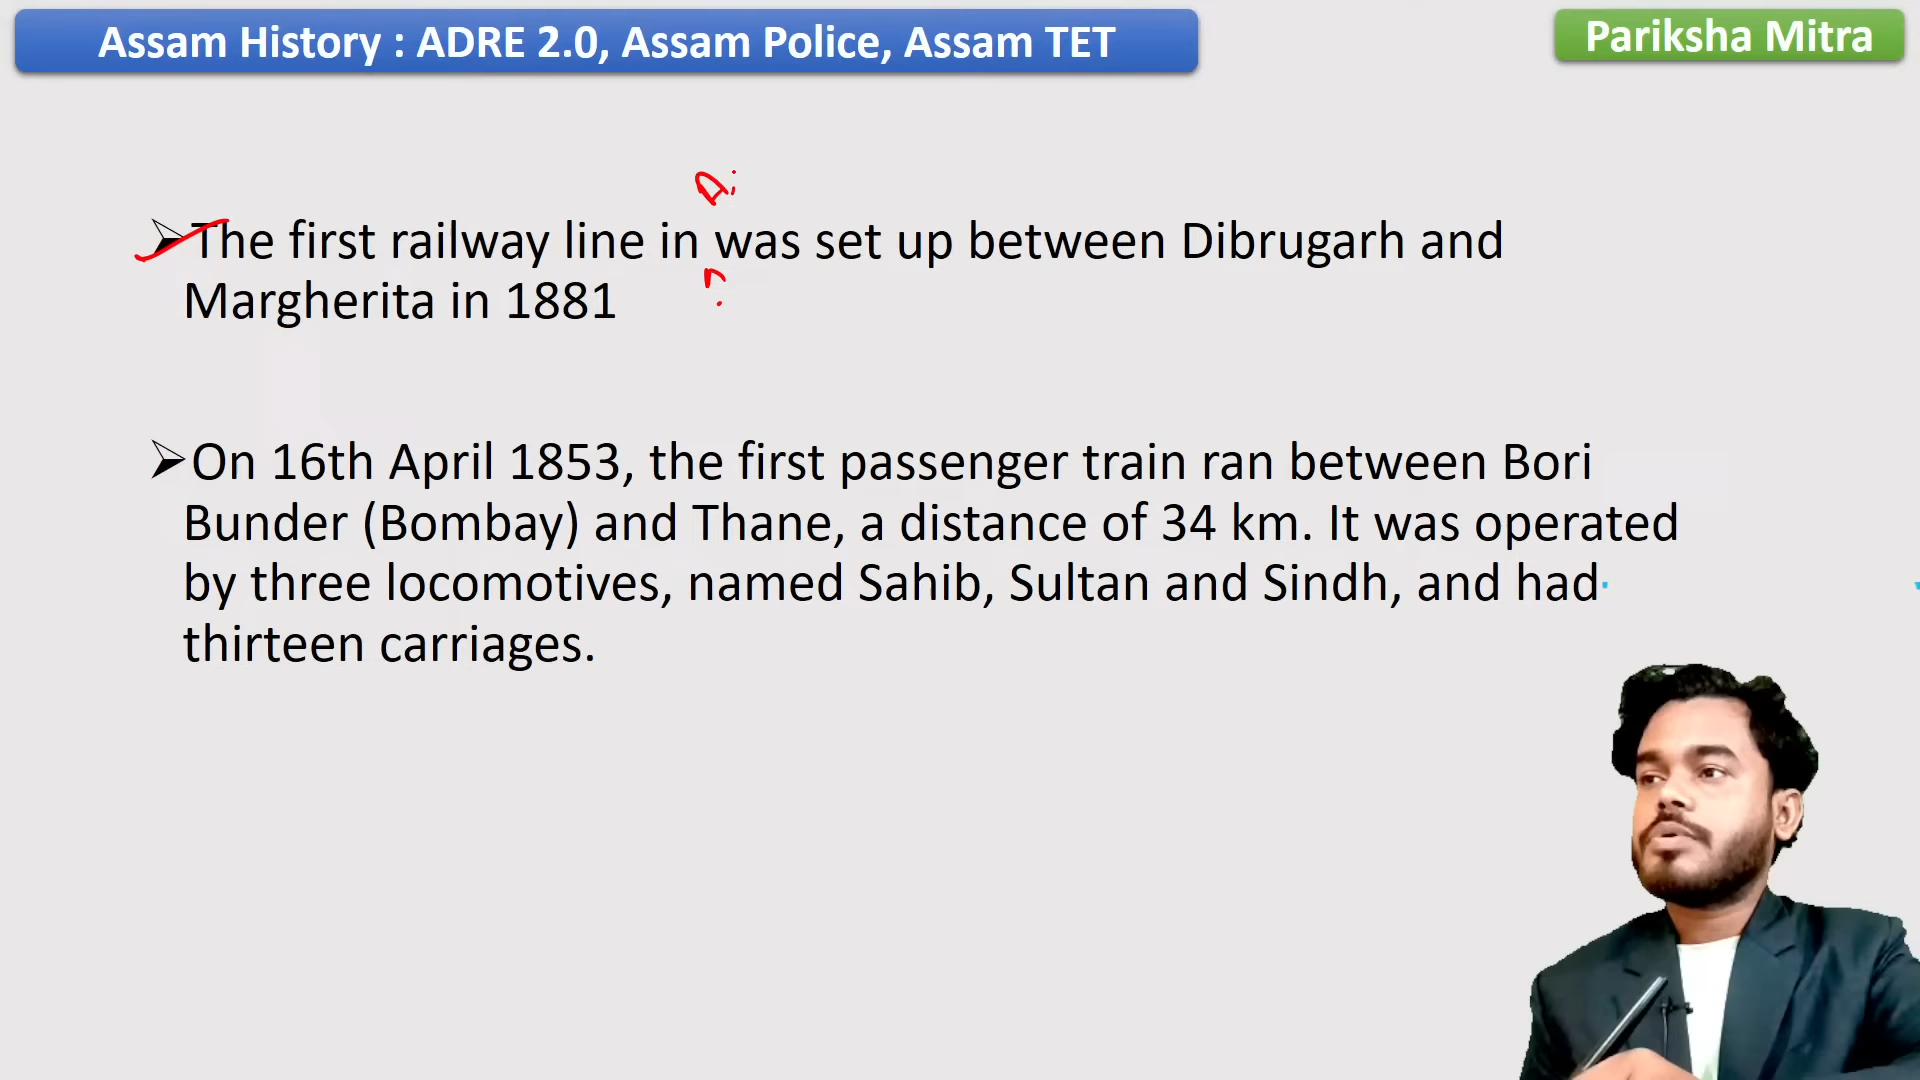 Assam History : ADRE 2.0, Assam Police, Assam TET
Pariksha Mitra
The first railway line in was set up between Dibrugarh and
Margherita in 1881
On 16th April 1853, the first passenger train ran between Bori
Bunder (Bombay) and Thane, a distance of 34 km. It was operated
by three locomotives, named Sahib, Sultan and Sindh, and had
thirteen carriages.